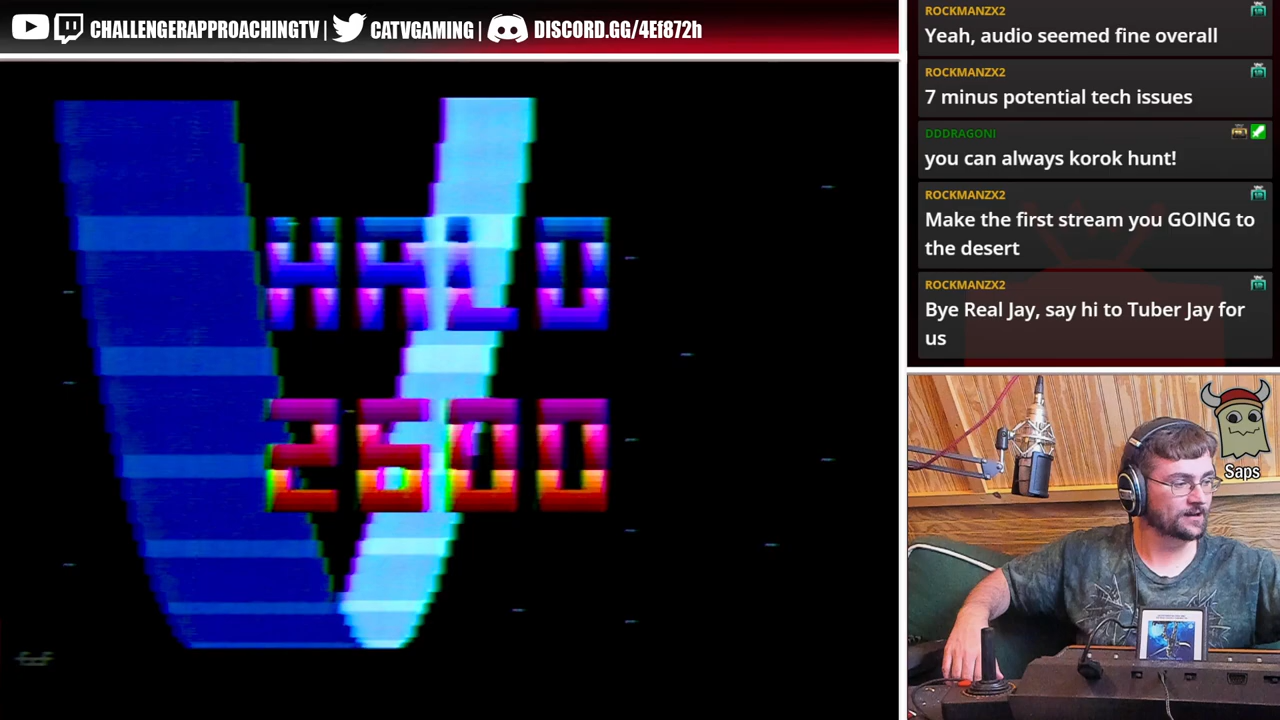 CHALLENGERAPPROACHINGTV | CATVGAMING | DISCORD.GG/4Ef872h
HALO
2600
ROCKMANZX2
Yeah, audio seemed fine overall
ROCKMANZX2
7 minus potential tech issues
DDDRAGONI
you can always korok hunt!
ROCKMANZX2
Make the first stream you GOING to
the desert
ROCKMANZX2
Bye Real Jay, say hi to Tuber Jay for
us
Saps